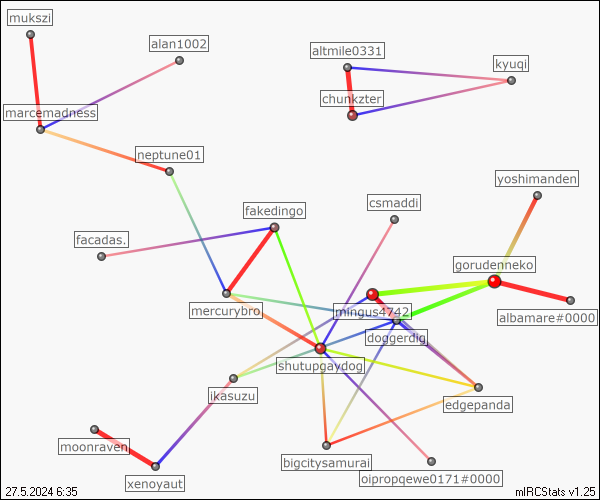 mukszi
alan1002
altmile0331
kyuqi
chunkzter
marcemadness
neptune01
yoshimanden
csmaddi
fakedingo
facadas.
gorudenneko
mercurybro
mingus4742
albamare#0000
doggerdig
shutupgaydog
ikasuzu
edgepanda
moonraven
bigcitysamurai
oipropqewe0171#0000
xenoyaut
27.5.2024 6:35
mIRCStats v1.25